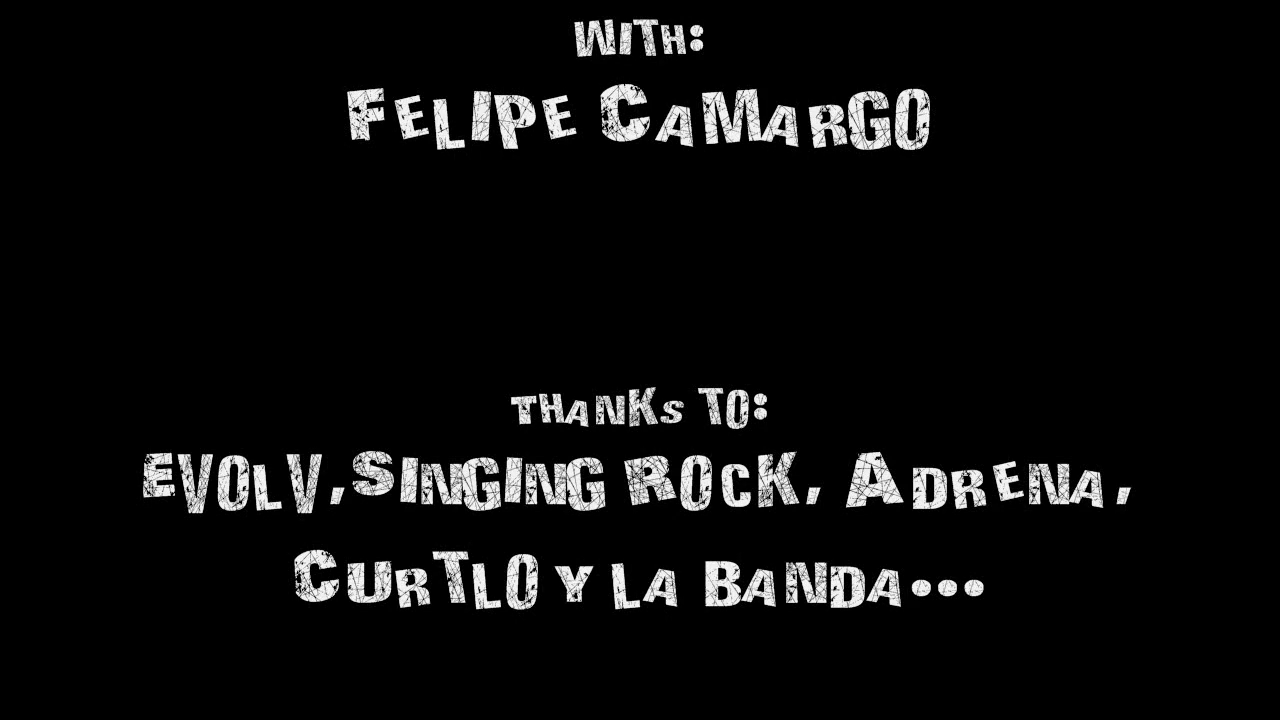 WITH:
FELIPE CAMARGO
THANKS TO:
EVOLV,SINGING ROCK, ADRENA,
CURTLO Y LA BANDA...